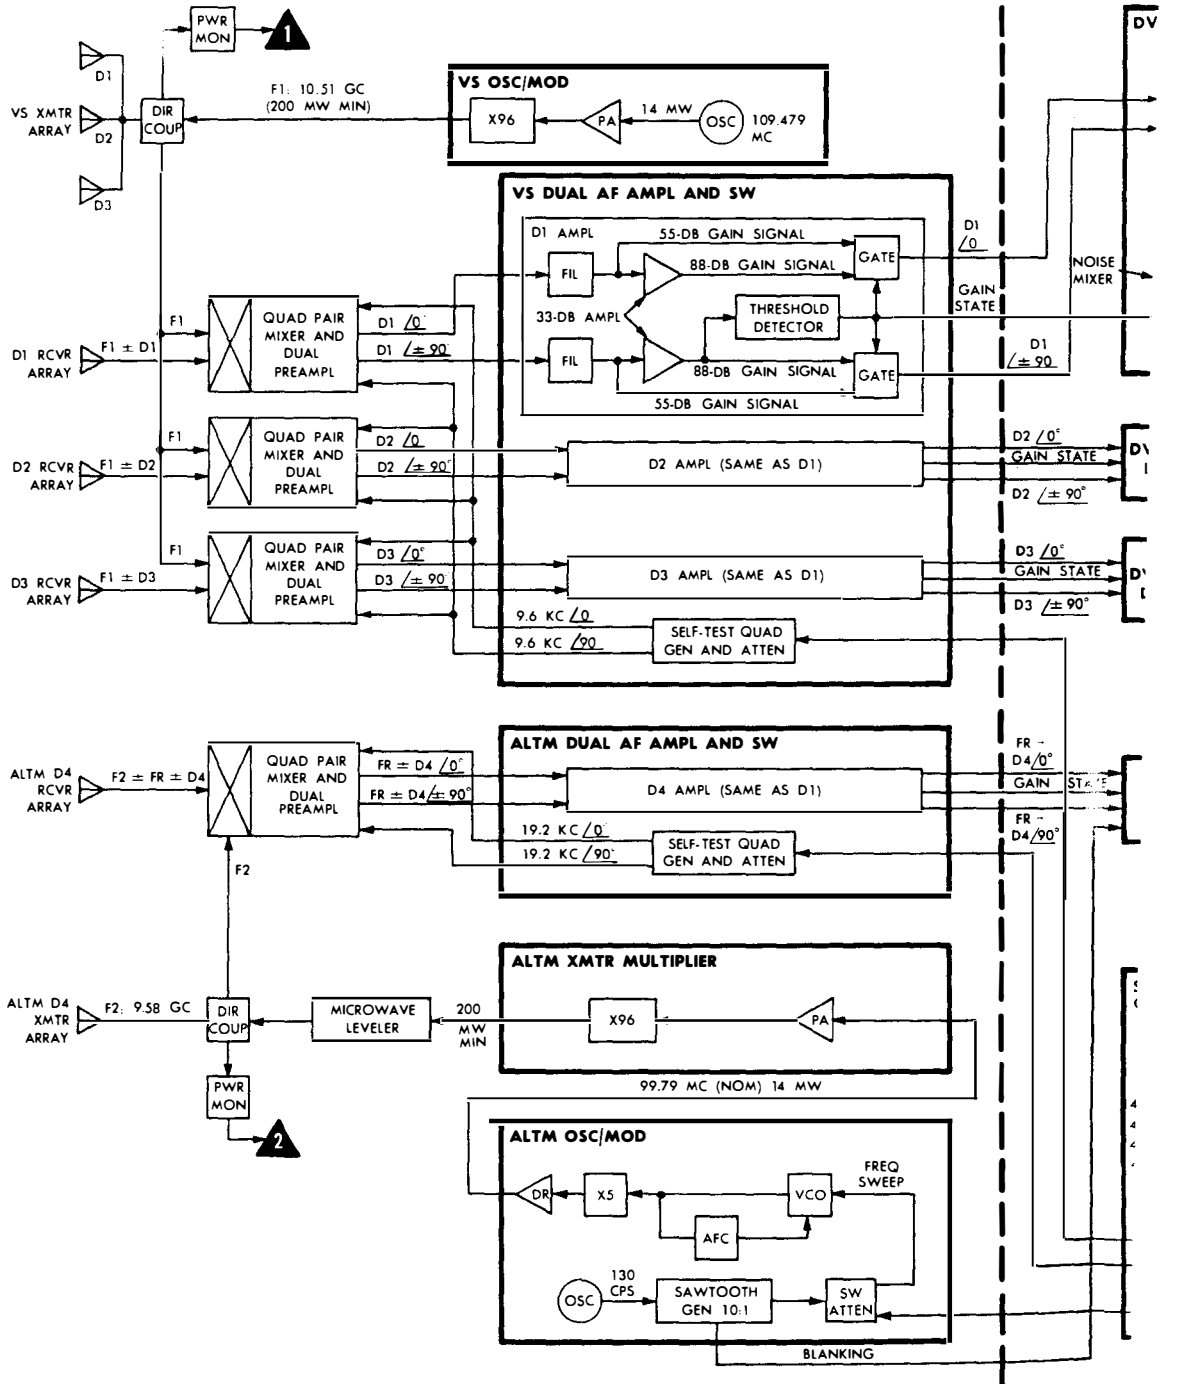 PWR
MON
1
DV
D1
VS XMTR
ARRAY
D2
D3
DIR
COUP
F1: 10.51 GC
(200 MW MIN)
VS OSC/MOD
X96
PA
14 MW
OSC
109.479
MC
VS DUAL AF AMPL AND SW
D1 AMPL
55-DB GAIN SIGNAL
FIL
88-DB GAIN SIGNAL
GATE
33-DB AMPL
THRESHOLD
DETECTOR
FIL
88-DB GAIN SIGNAL
GATE
55-DB GAIN SIGNAL
D1
/0
NOISE
MIXER
GAIN
STATE
D1
/±90
F1
D1 RCVR
ARRAY
F1 ± D1
QUAD PAIR
MIXER AND
DUAL
PREAMPL
D1 /0°
D1 /±90°
F1
D2 RCVR
ARRAY
F1 ± D2
QUAD PAIR
MIXER AND
DUAL
PREAMPL
D2 /0
D2 /±90°
D2 AMPL (SAME AS D1)
D2 /0°
GAIN STATE
D2 /±90°
DV
F1
D3 RCVR
ARRAY
F1 ± D3
QUAD PAIR
MIXER AND
DUAL
PREAMPL
D3 /0°
D3 /±90
D3 AMPL (SAME AS D1)
D3 /0°
GAIN STATE
D3 /±90°
9.6 KC /0
9.6 KC /90
SELF-TEST QUAD
GEN AND ATTEN
ALTM DUAL AF AMPL AND SW
ALTM D4
RCVR
ARRAY
F2 ± FR ± D4
QUAD PAIR
MIXER AND
DUAL
PREAMPL
FR ± D4 /0°
FR ± D4 /±90°
D4 AMPL (SAME AS D1)
FR -
D4/0°
GAIN STATE
FR -
D4/90°
19.2 KC /0°
19.2 KC /90°
SELF-TEST QUAD
GEN AND ATTEN
F2
ALTM XMTR MULTIPLIER
ALTM D4
XMTR
ARRAY
F2: 9.58 GC
DIR
COUP
MICROWAVE
LEVELER
200
MW
MIN
X96
PA
PWR
MON
2
99.79 MC (NOM) 14 MW
ALTM OSC/MOD
DR
X5
VCO
FREQ
SWEEP
AFC
OSC
130
CPS
SAWTOOTH
GEN 10:1
SW
ATTEN
BLANKING